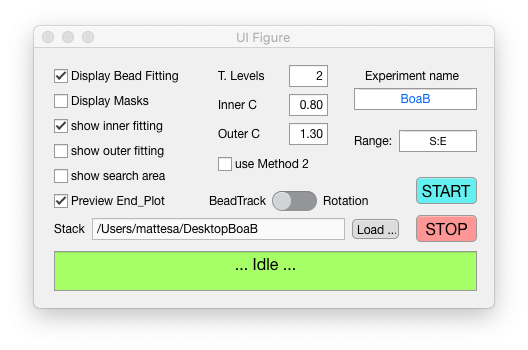 UI Figure
Display Bead Fitting
T. Levels
2
Experiment name
Display Masks
Inner C
0.80
BoaB
show inner fitting
Outer C
1.30
Range:
S:E
show outer fitting
use Method 2
show search area
START
Preview End_Plot
BeadTrack
Rotation
Stack
/Users/mattesa/DesktopBoaB
Load ...
STOP
... Idle ...